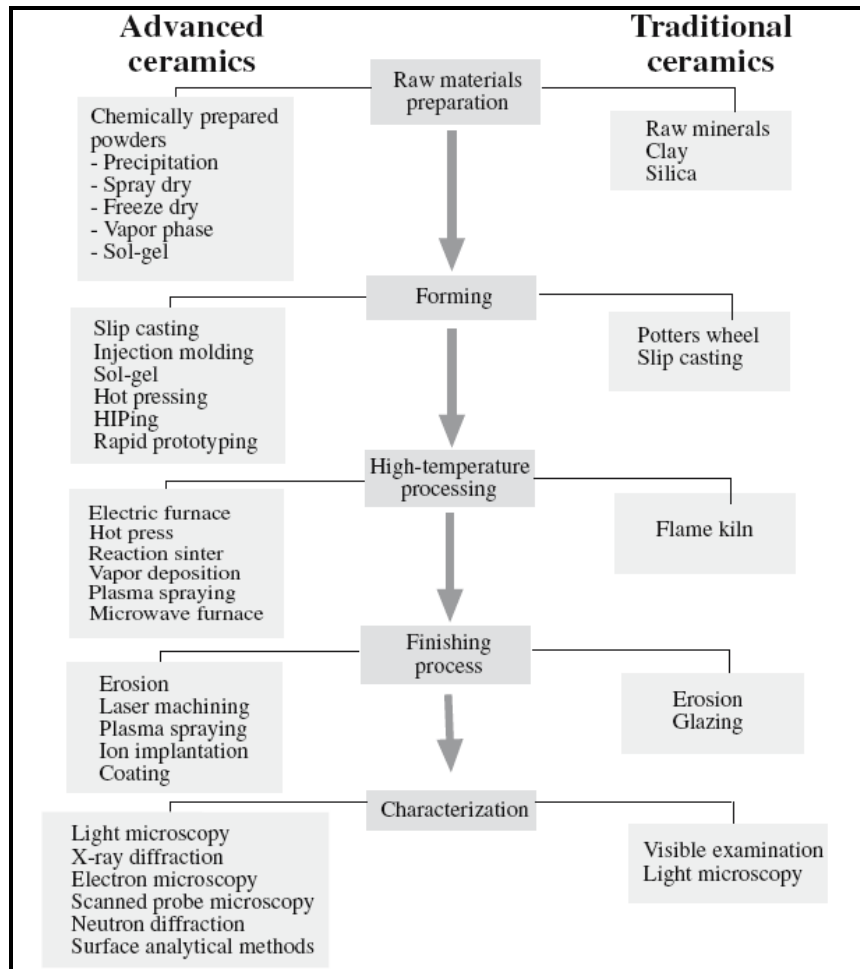 Advanced
ceramics
Traditional
ceramics
Raw materials
preparation
Chemically prepared
powders
- Precipitation
- Spray dry
- Freeze dry
- Vapor phase
- Sol-gel
Raw minerals
Clay
Silica
Forming
Slip casting
Injection molding
Sol-gel
Hot pressing
HIPing
Rapid prototyping
Potters wheel
Slip casting
High-temperature
processing
Electric furnace
Hot press
Reaction sinter
Vapor deposition
Plasma spraying
Microwave furnace
Flame kiln
Finishing
process
Erosion
Laser machining
Plasma spraying
Ion implantation
Coating
Erosion
Glazing
Characterization
Light microscopy
X-ray diffraction
Electron microscopy
Scanned probe microscopy
Neutron diffraction
Surface analytical methods
Visible examination
Light microscopy